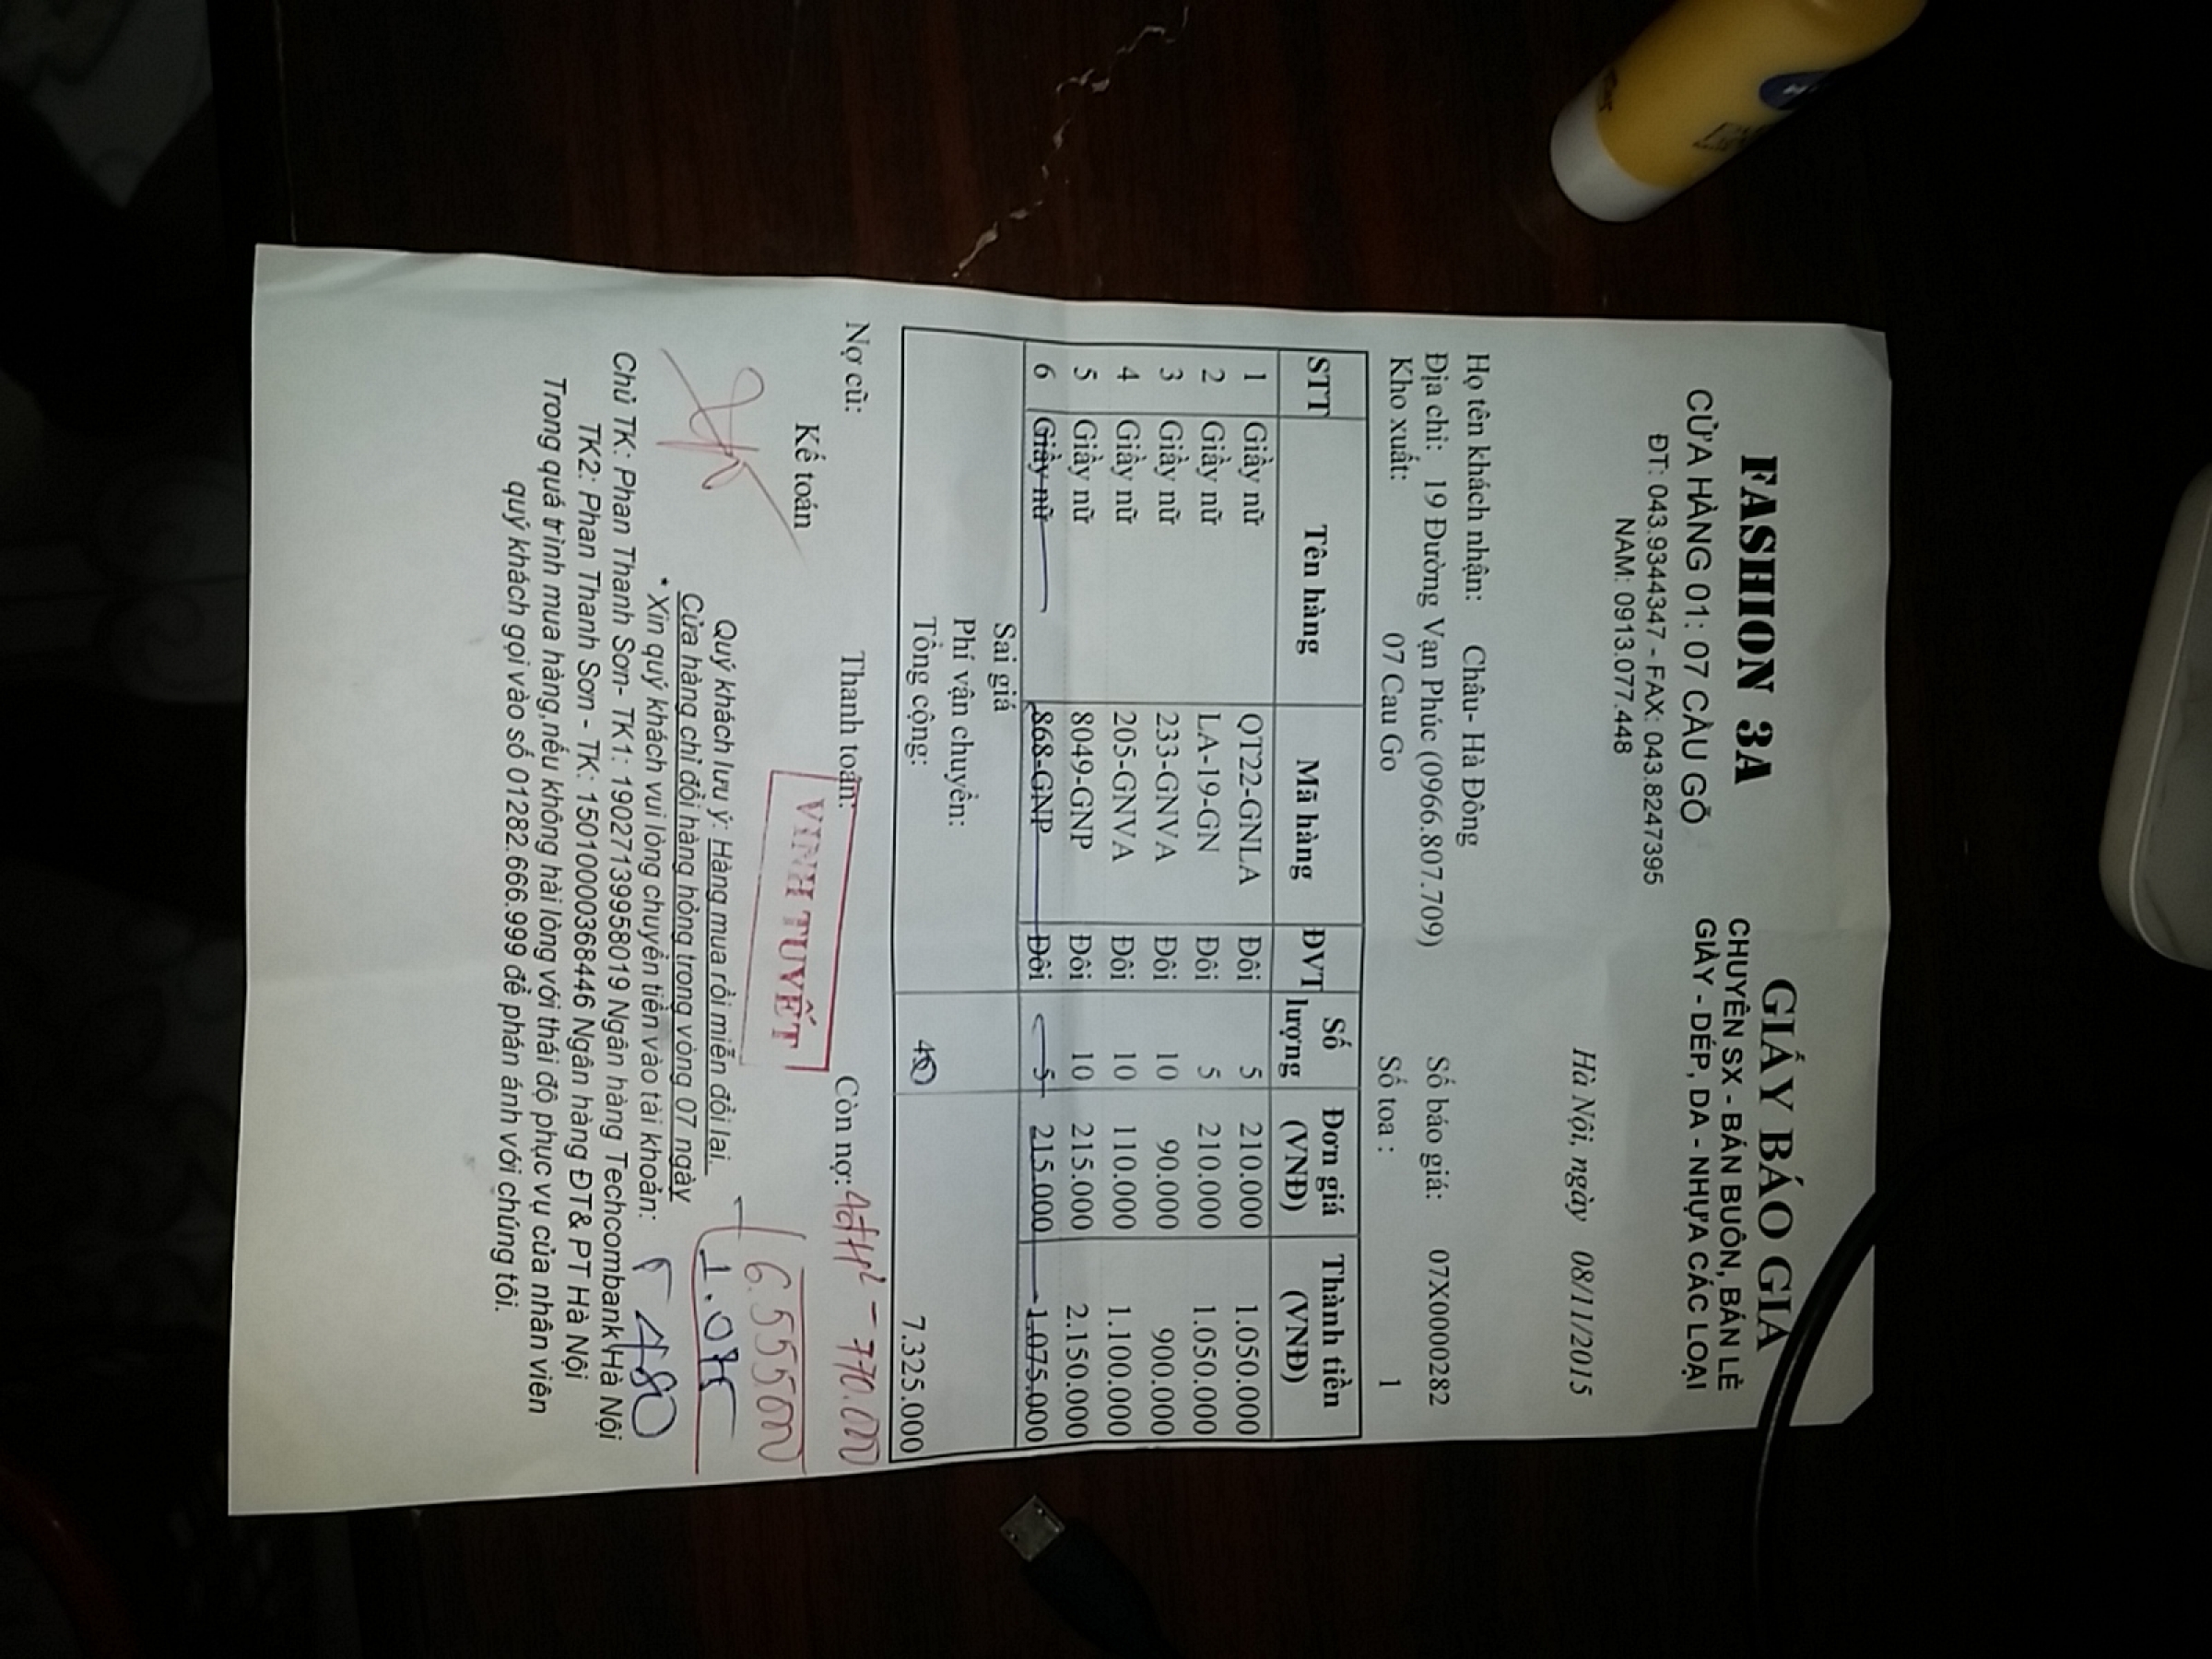 FASHION 3A
CỬA HÀNG 01: 07 CẦU GỖ
ĐT: 043.9344347 - FAX: 043.8247395
NAM: 0913.077.448
GIẤY BÁO GIÁ
CHUYÊN SX - BÁN BUÔN, BÁN LẺ
GIÀY - DÉP, DA - NHỰA CÁC LOẠI
Hà Nội, ngày 08/11/2015
Họ tên khách nhận: Châu- Hà Đông
Địa chỉ: 19 Đường Vạn Phúc (0966.807.709) Số báo giá: 07X0000282
Kho xuất: 07 Cau Go Số toa : 1
STT Tên hàng Mã hàng ĐVT Số lượng Đơn giá (VNĐ) Thành tiền (VNĐ)
1 Giầy nữ QT22-GNLA Đôi 5 210.000 1.050.000
2 Giầy nữ LA-19-GN Đôi 5 210.000 1.050.000
3 Giầy nữ 233-GNVA Đôi 10 90.000 900.000
4 Giầy nữ 205-GNVA Đôi 10 110.000 1.100.000
5 Giầy nữ 8049-GNP Đôi 10 215.000 2.150.000
6 Giầy nữ 868-GNP Đôi 5 215.000 1.075.000
Sai giá
Phí vận chuyển:
Tổng cộng: 7.325.000
Nợ cũ: Thanh toán: Còn nợ: - 770.000
Kế toán
VINH TUYẾT
6.555.000
Quý khách lưu ý: Hàng mua rồi miễn đổi lại.
Cửa hàng chỉ đổi hàng hỏng trong vòng 07 ngày
* Xin quý khách vui lòng chuyển tiền vào tài khoản:
480
Chủ TK: Phan Thanh Sơn- TK1: 19027139958019 Ngân hàng Techcombank Hà Nội
TK2: Phan Thanh Sơn - TK: 15010000368446 Ngân hàng ĐT& PT Hà Nội
Trong quá trình mua hàng,nếu không hài lòng với thái độ phục vụ của nhân viên
quý khách gọi vào số 01282.666.999 để phản ánh với chúng tôi.